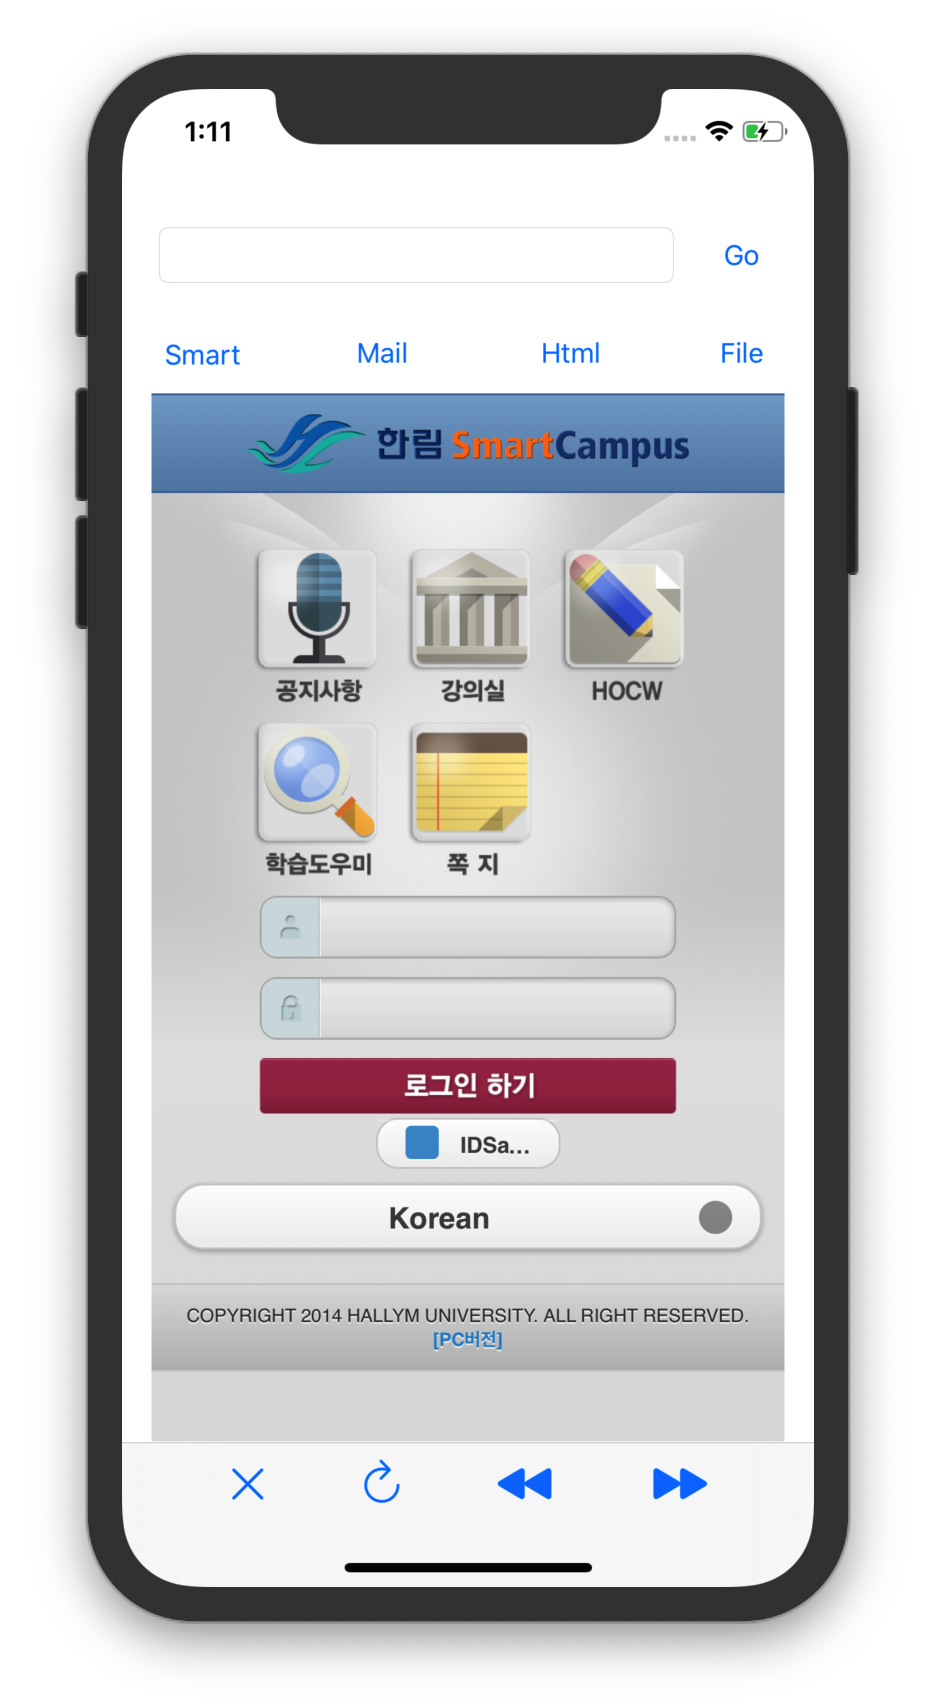 1:11
Go
Smart Mail Html File
한림 SmartCampus
공지사항 강의실 HOCW
학습도우미 쪽 지
로그인 하기
IDSa...
Korean
COPYRIGHT 2014 HALLYM UNIVERSITY. ALL RIGHT RESERVED.
[PC버전]